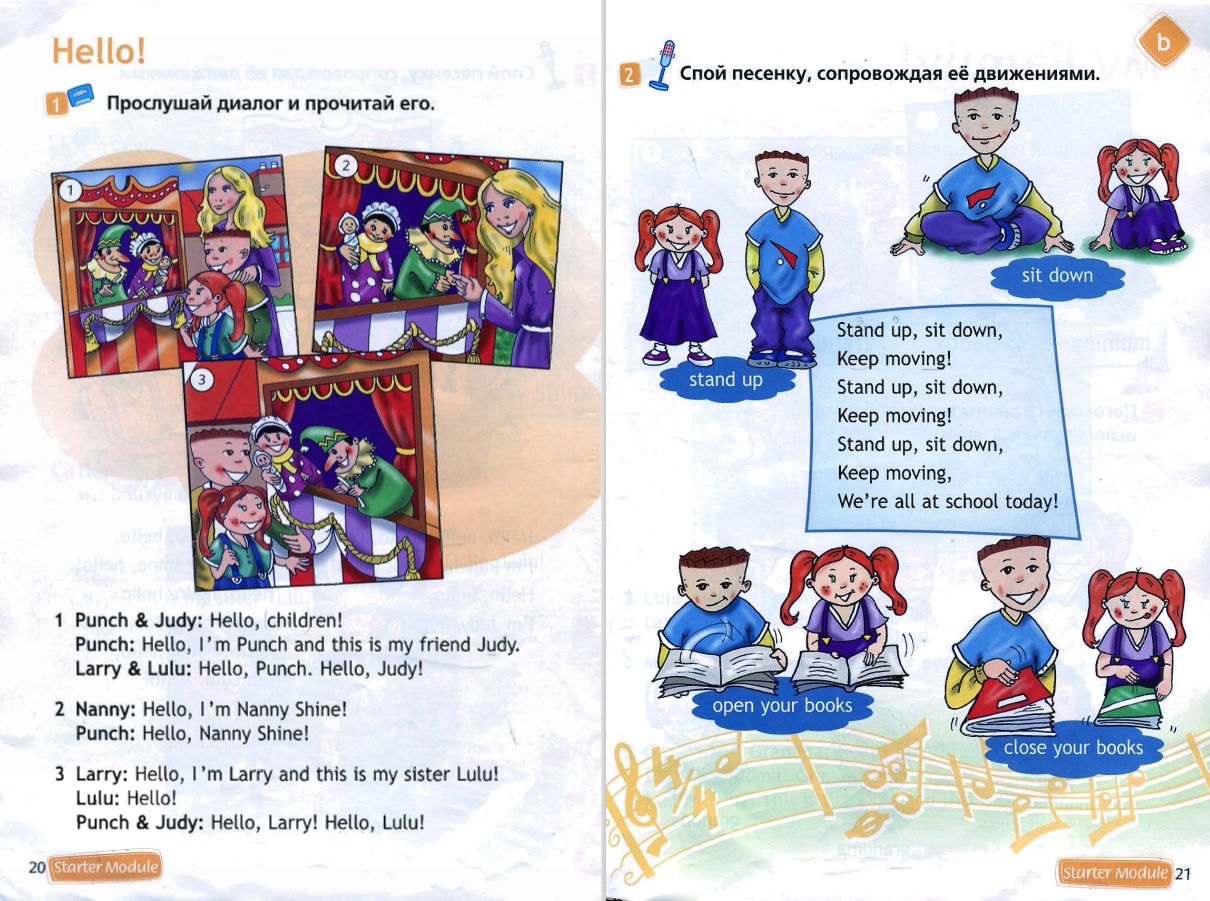 Hello!
1 Прослушай диалог и прочитай его.
1
2
3
1 Punch & Judy: Hello, children!
Punch: Hello, I'm Punch and this is my friend Judy.
Larry & Lulu: Hello, Punch. Hello, Judy!
2 Nanny: Hello, I'm Nanny Shine!
Punch: Hello, Nanny Shine!
3 Larry: Hello, I'm Larry and this is my sister Lulu!
Lulu: Hello!
Punch & Judy: Hello, Larry! Hello, Lulu!
20 Starter Module
b
2 Спой песенку, сопровождая её движениями.
sit down
stand up
Stand up, sit down,
Keep moving!
Stand up, sit down,
Keep moving!
Stand up, sit down,
Keep moving,
We're all at school today!
open your books
close your books
Starter Module 21